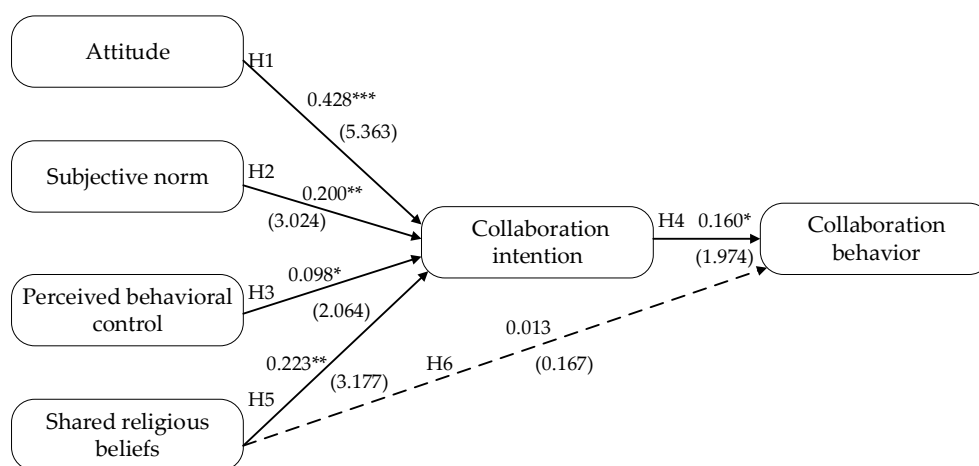 Attitude
H1
0.428***
(5.363)
Subjective norm
H2
0.200**
(3.024)
Collaboration
intention
H4
0.160*
(1.974)
Collaboration
behavior
Perceived behavioral
control
H3
0.098*
(2.064)
0.223**
(3.177)
H5
H6
0.013
(0.167)
Shared religious
beliefs